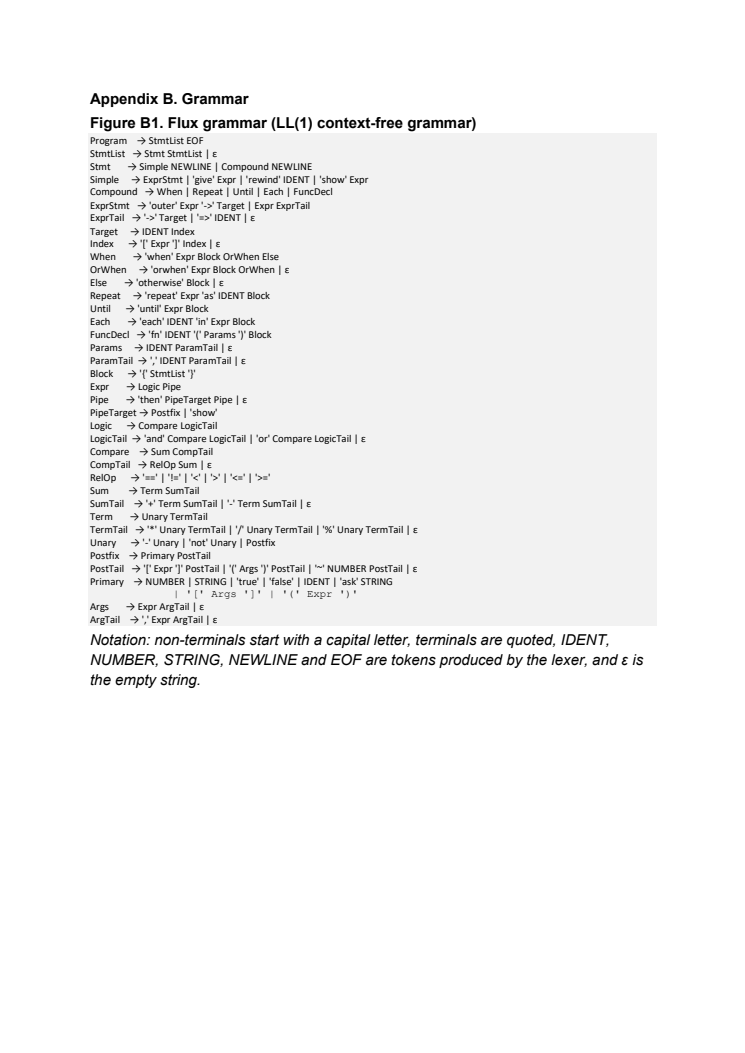 Appendix B. Grammar
Figure B1. Flux grammar (LL(1) context-free grammar)
Program → StmtList EOF
StmtList → Stmt StmtList | ε
Stmt → Simple NEWLINE | Compound NEWLINE
Simple → ExprStmt | 'give' Expr | 'rewind' IDENT | 'show' Expr
Compound → When | Repeat | Until | Each | FuncDecl
ExprStmt → 'outer' Expr '->' Target | Expr ExprTail
ExprTail → '->' Target | '=>' IDENT | ε
Target → IDENT Index
Index → '[' Expr ']' Index | ε
When → 'when' Expr Block OrWhen Else
OrWhen → 'orwhen' Expr Block OrWhen | ε
Else → 'otherwise' Block | ε
Repeat → 'repeat' Expr 'as' IDENT Block
Until → 'until' Expr Block
Each → 'each' IDENT 'in' Expr Block
FuncDecl → 'fn' IDENT '(' Params ')' Block
Params → IDENT ParamTail | ε
ParamTail → ',' IDENT ParamTail | ε
Block → '{' StmtList '}'
Expr → Logic Pipe
Pipe → 'then' PipeTarget Pipe | ε
PipeTarget → Postfix | 'show'
Logic → Compare LogicTail
LogicTail → 'and' Compare LogicTail | 'or' Compare LogicTail | ε
Compare → Sum CompTail
CompTail → RelOp Sum | ε
RelOp → '==' | '!=' | '<' | '>' | '<=' | '>='
Sum → Term SumTail
SumTail → '+' Term SumTail | '-' Term SumTail | ε
Term → Unary TermTail
TermTail → '*' Unary TermTail | '/' Unary TermTail | '%' Unary TermTail | ε
Unary → '-' Unary | 'not' Unary | Postfix
Postfix → Primary PostTail
PostTail → '[' Expr ']' PostTail | '(' Args ')' PostTail | '~' NUMBER PostTail | ε
Primary → NUMBER | STRING | 'true' | 'false' | IDENT | 'ask' STRING
| '[' Args ']' | '(' Expr ')'
Args → Expr ArgTail | ε
ArgTail → ',' Expr ArgTail | ε
Notation: non-terminals start with a capital letter, terminals are quoted, IDENT,
NUMBER, STRING, NEWLINE and EOF are tokens produced by the lexer, and ε is
the empty string.